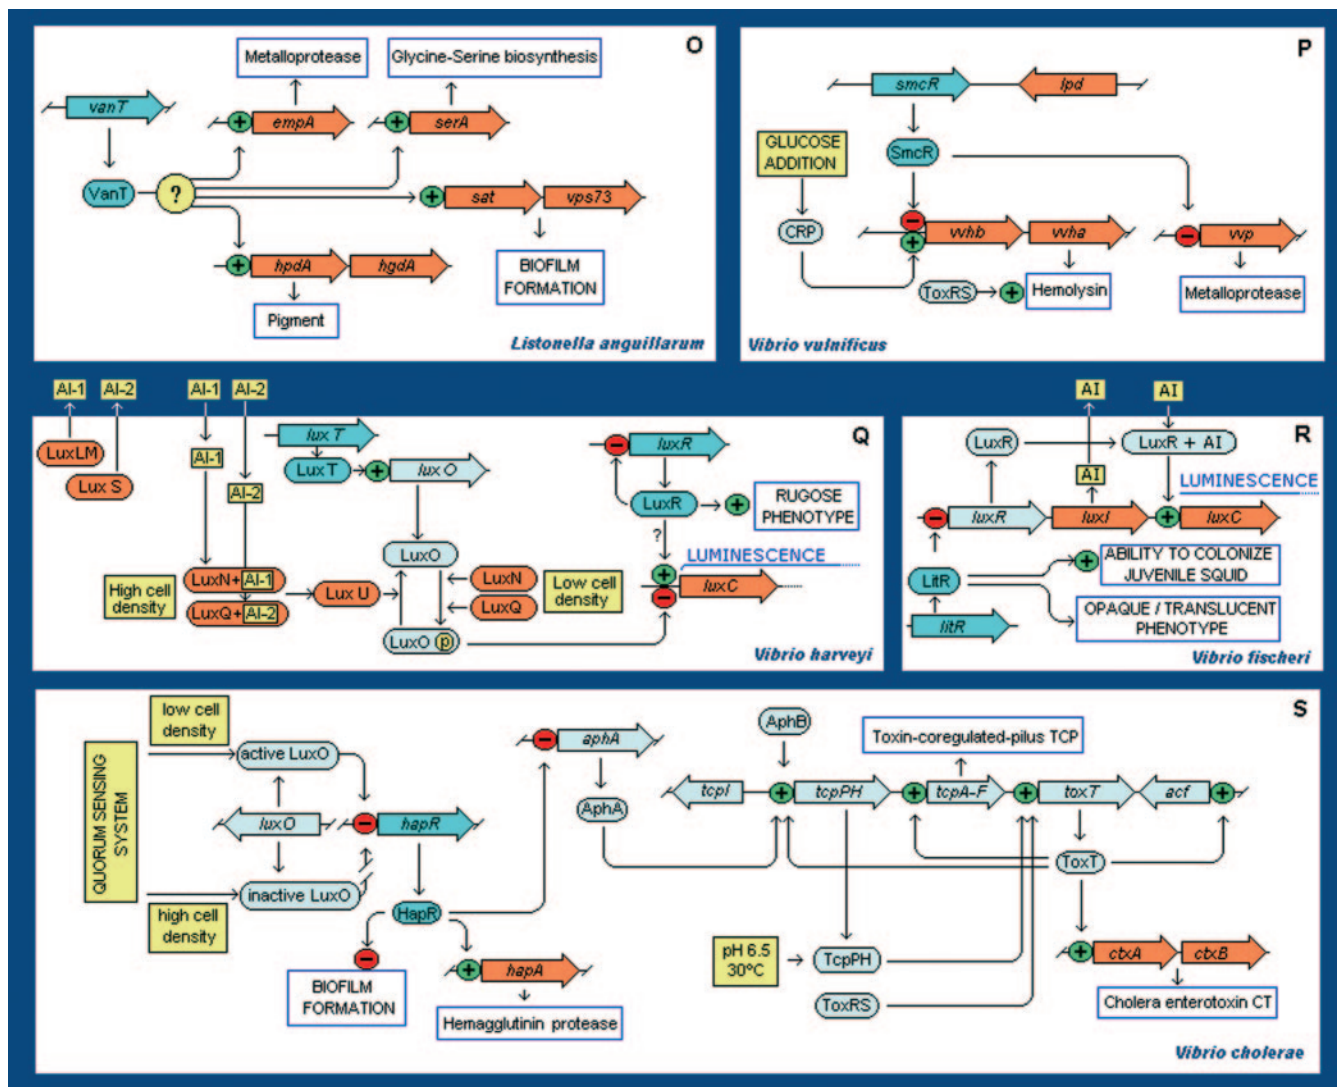 O
Metalloprotease
Glycine-Serine biosynthesis
vanT
empA
serA
VanT
?
sat
vps73
hpdA
hgdA
BIOFILM
FORMATION
Pigment
Listonella anguillarum
P
smcR
lpd
GLUCOSE
ADDITION
SmcR
CRP
vvhb
vvha
vvp
ToxRS
Hemolysin
Metalloprotease
Vibrio vulnificus
AI-1
AI-2
AI-1
AI-2
Q
LuxLM
Lux S
AI-1
AI-2
lux T
Lux T
lux O
luxR
LuxR
RUGOSE
PHENOTYPE
?
LuxO
LUMINESCENCE
High cell
density
LuxN+ AI-1
LuxQ+ AI-2
Lux U
LuxN
LuxQ
Low cell
density
luxC
LuxO p
Vibrio harveyi
AI
AI
R
LuxR
LuxR + AI
AI
LUMINESCENCE
luxR
luxI
luxC
LitR
ABILITY TO COLONIZE
JUVENILE SQUID
litR
OPAQUE / TRANSLUCENT
PHENOTYPE
Vibrio fischeri
S
low cell
density
QUORUM SENSING
SYSTEM
active LuxO
luxO
hapR
inactive LuxO
high cell
density
HapR
BIOFILM
FORMATION
hapA
Hemagglutinin protease
aphA
AphA
AphB
Toxin-coregulated-pilus TCP
tcpI
tcpPH
tcpA-F
toxT
acf
ToxT
pH 6.5
30°C
TcpPH
ToxRS
ctxA
ctxB
Cholera enterotoxin CT
Vibrio cholerae